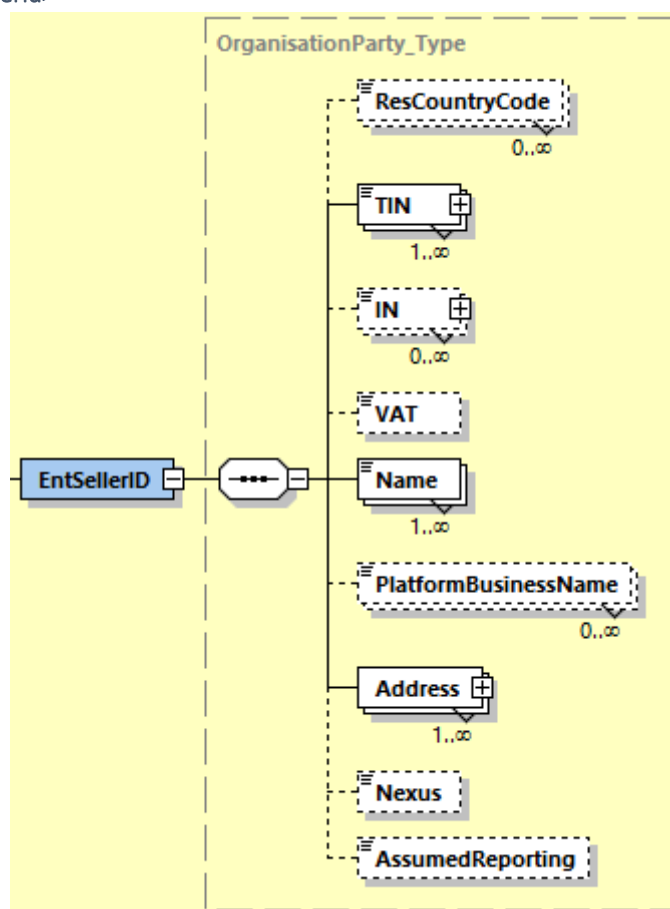 OrganisationParty_Type
ResCountryCode
0..∞
TIN
1..∞
IN
0..∞
VAT
EntSellerID
Name
1..∞
PlatformBusinessName
0..∞
Address
1..∞
Nexus
AssumedReporting